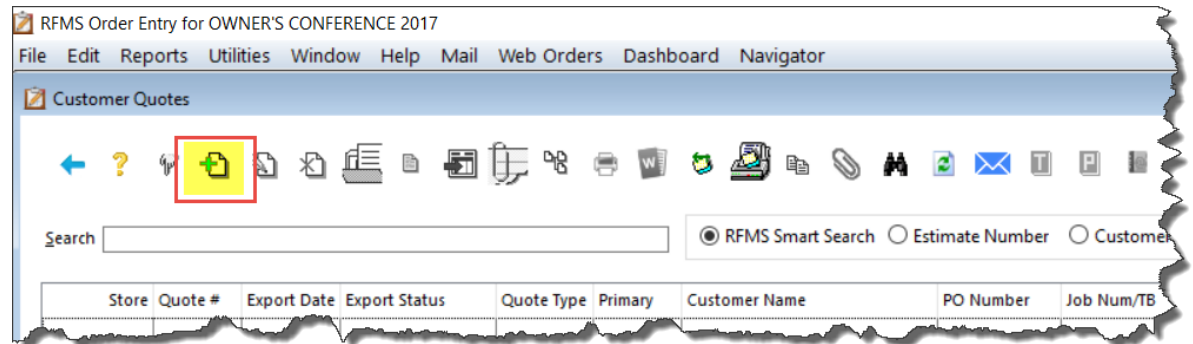 RFMS Order Entry for OWNER'S CONFERENCE 2017
File Edit Reports Utilities Window Help Mail Web Orders Dashboard Navigator
Customer Quotes
Search RFMS Smart Search Estimate Number Customer
Store Quote # Export Date Export Status Quote Type Primary Customer Name PO Number Job Num/TB